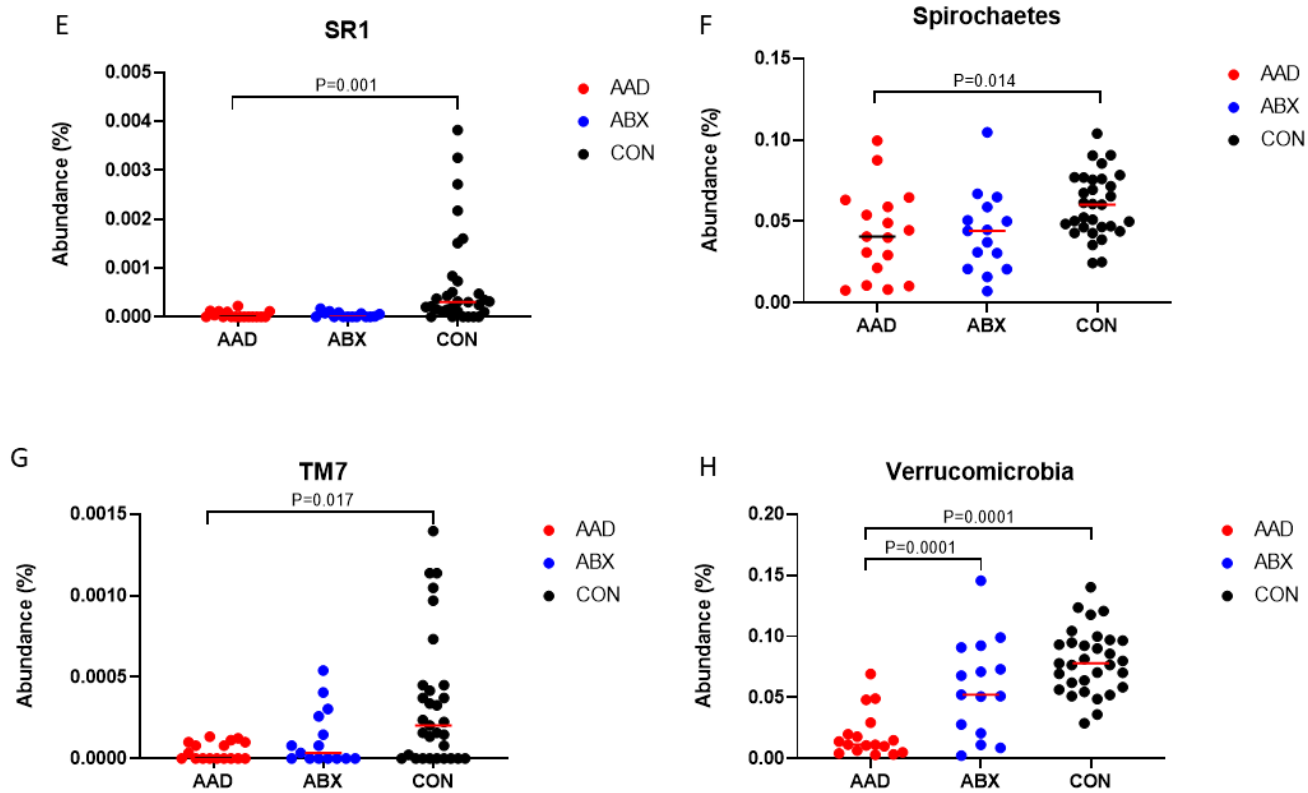 E
SR1
0.005
0.004
0.003
0.002
0.001
0.000
Abundance (%)
P=0.001
AAD
ABX
CON
AAD
ABX
CON
F
Spirochaetes
0.15
0.10
0.05
0.00
Abundance (%)
P=0.014
AAD
ABX
CON
AAD
ABX
CON
G
TM7
0.0015
0.0010
0.0005
0.0000
Abundance (%)
P=0.017
AAD
ABX
CON
AAD
ABX
CON
H
Verrucomicrobia
0.20
0.15
0.10
0.05
0.00
Abundance (%)
P=0.0001
P=0.0001
AAD
ABX
CON
AAD
ABX
CON